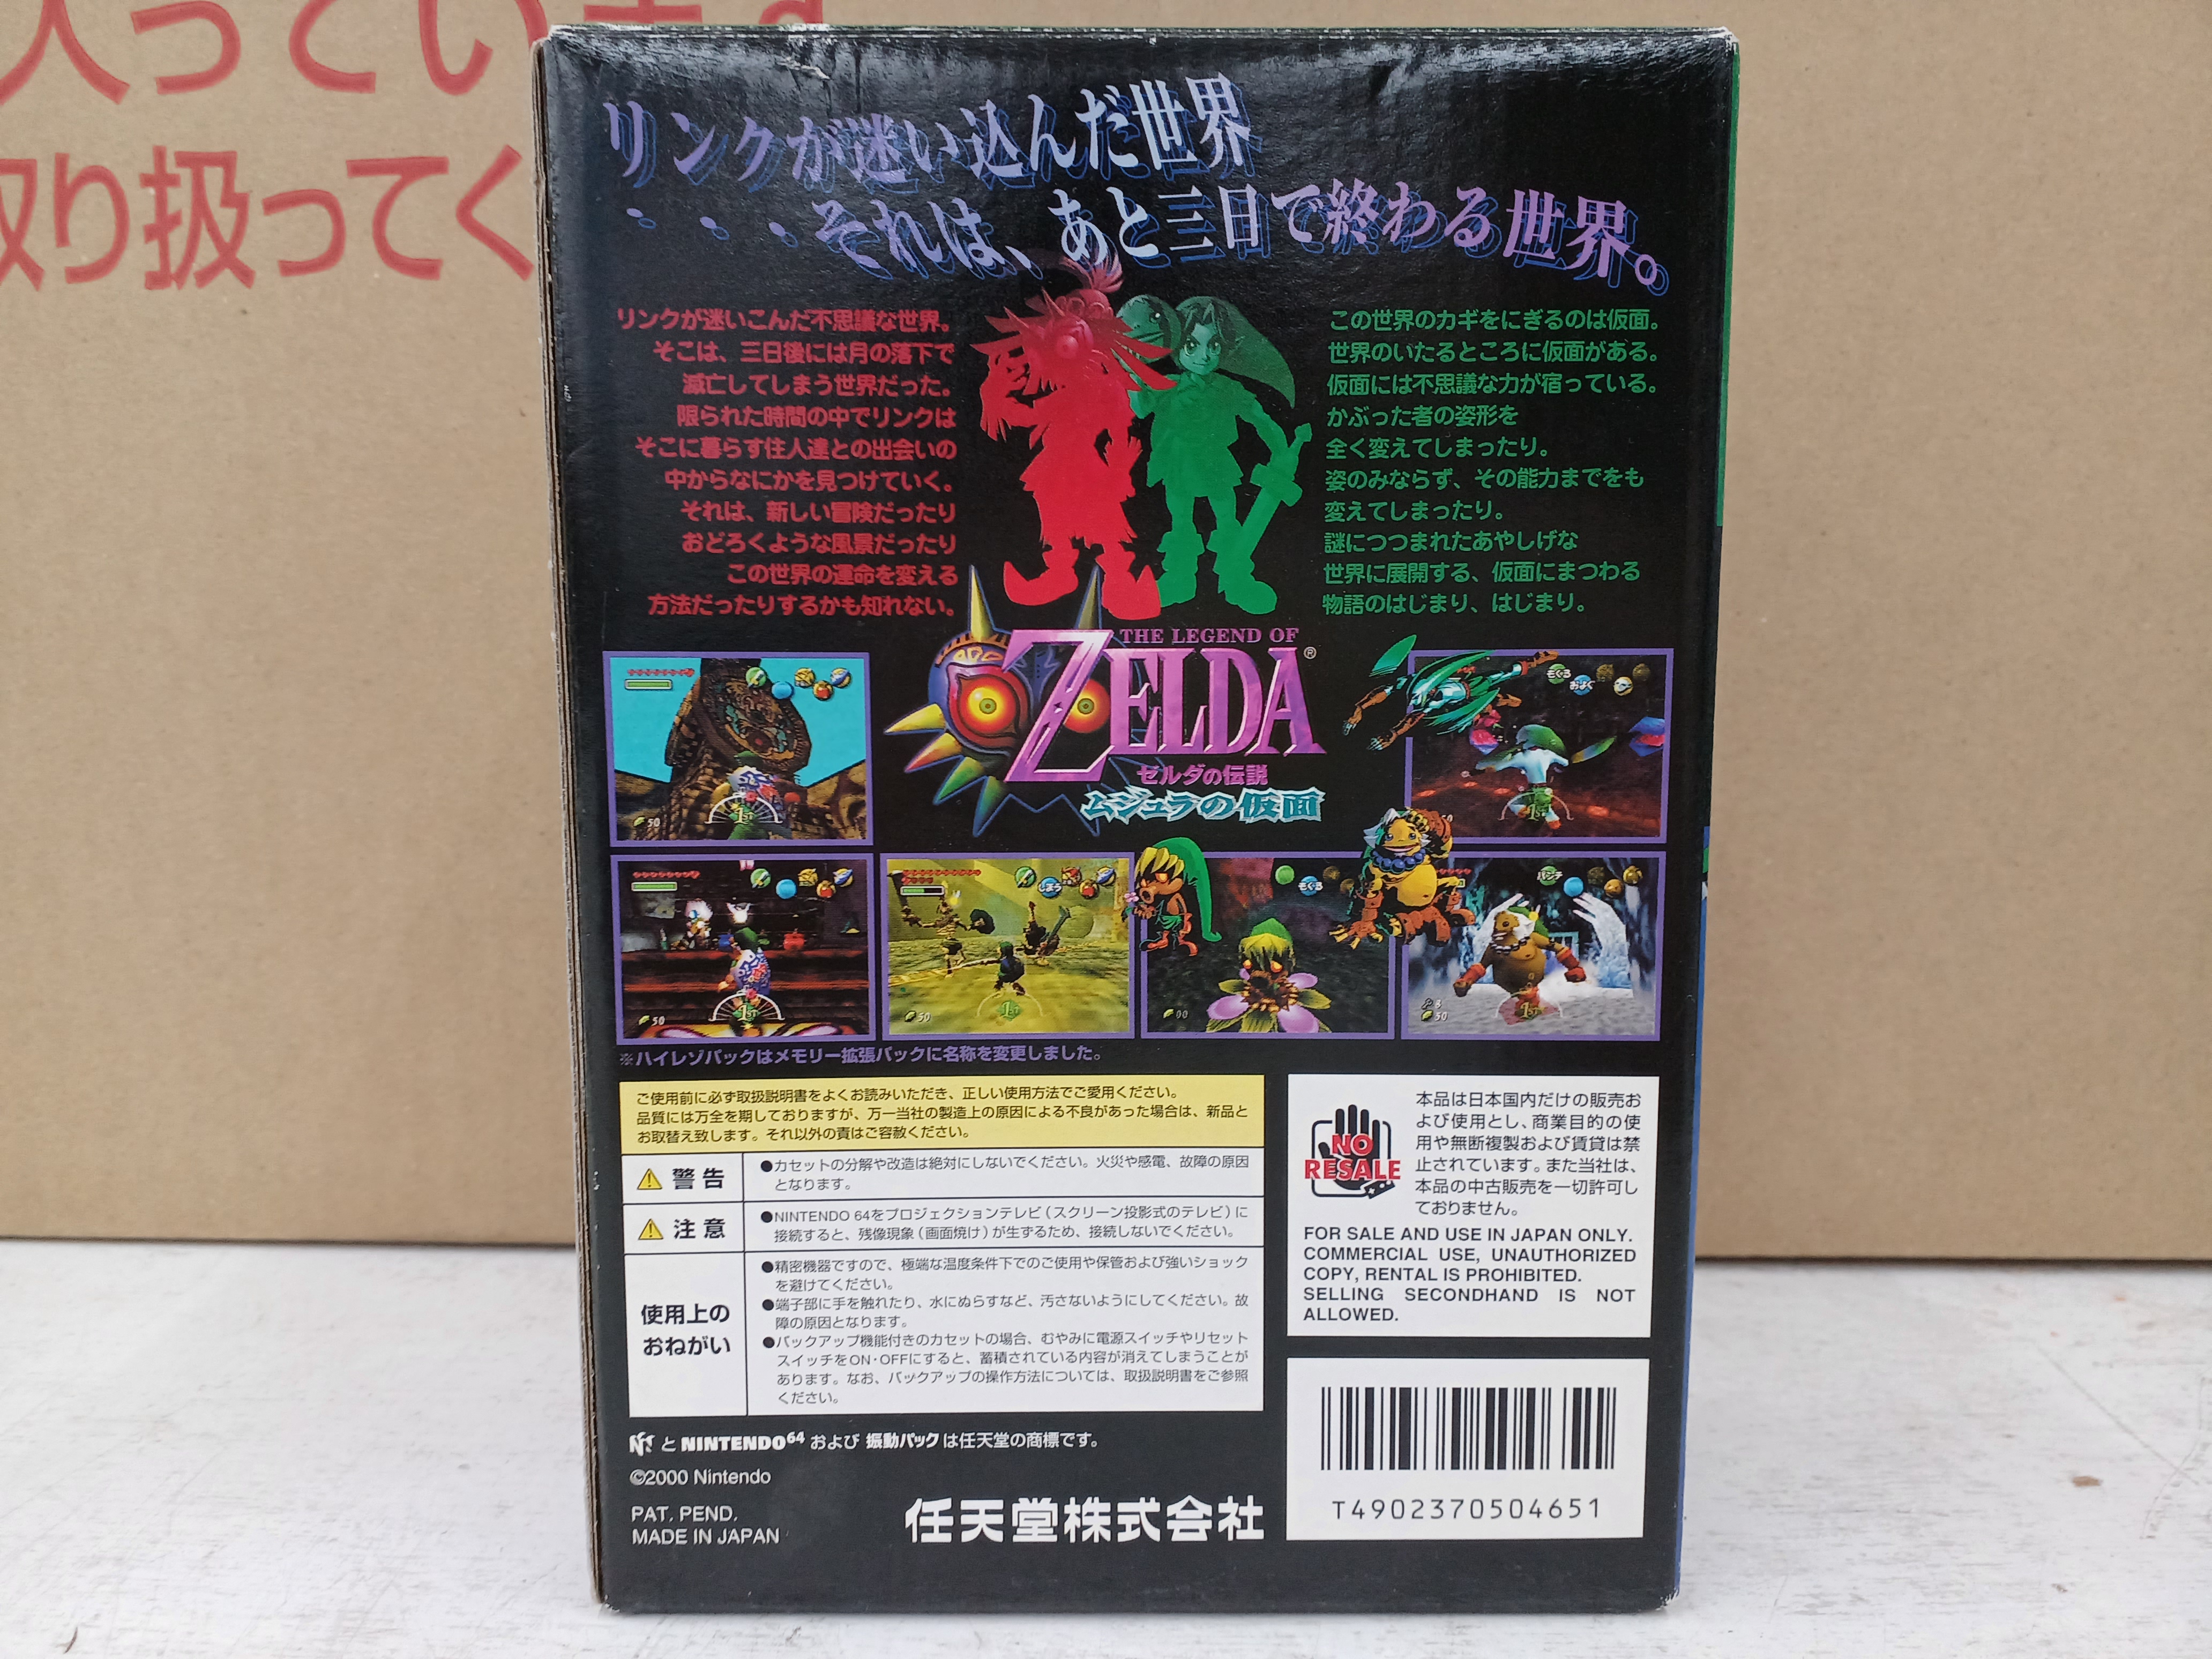 入っています
取り扱ってく
リンクが迷い込んだ世界
・・・それは、あと三日で終わる世界。
リンクが迷いこんだ不思議な世界。
そこは、三日後には月の落下で
滅亡してしまう世界だった。
限られた時間の中でリンクは
そこに暮らす住人達との出会いの
中からなにかを見つけていく。
それは、新しい冒険だったり
おどろくような風景だったり
この世界の運命を変える
方法だったりするかも知れない。
この世界のカギをにぎるのは仮面。
世界のいたるところに仮面がある。
仮面には不思議な力が宿っている。
かぶった者の姿形を
全く変えてしまったり。
姿のみならず、その能力までをも
変えてしまったり。
謎につつまれたあやしげな
世界に展開する、仮面にまつわる
物語のはじまり、はじまり。
THE LEGEND OF
ZELDA®
ゼルダの伝説
ムジュラの仮面
50
もぐる
およぐ
1st
50
1st
しまう
50
1st
もぐる
00
パンチ
3
50
1st
※ハイレゾパックはメモリー拡張パックに名称を変更しました。
ご使用前に必ず取扱説明書をよくお読みいただき、正しい使用方法でご愛用ください。
品質には万全を期しておりますが、万一当社の製造上の原因による不良があった場合は、新品と
お取替え致します。それ以外の責はご容赦ください。
警告
●カセットの分解や改造は絶対にしないでください。火災や感電、故障の原因
となります。
注意
●NINTENDO 64をプロジェクションテレビ（スクリーン投影式のテレビ）に
接続すると、残像現象（画面焼け）が生ずるため、接続しないでください。
使用上の
おねがい
●精密機器ですので、極端な温度条件下でのご使用や保管および強いショック
を避けてください。
●端子部に手を触れたり、水にぬらすなど、汚さないようにしてください。故
障の原因となります。
●バックアップ機能付きのカセットの場合、むやみに電源スイッチやリセット
スイッチをON・OFFにすると、蓄積されている内容が消えてしまうことが
あります。なお、バックアップの操作方法については、取扱説明書をご参照
ください。
NO
RESALE
本品は日本国内だけの販売お
よび使用とし、商業目的の使
用や無断複製および賃貸は禁
止されています。また当社は、
本品の中古販売を一切許可し
ておりません。
FOR SALE AND USE IN JAPAN ONLY.
COMMERCIAL USE, UNAUTHORIZED
COPY, RENTAL IS PROHIBITED.
SELLING SECONDHAND IS NOT
ALLOWED.
と NINTENDO64 および 振動パック は任天堂の商標です。
©2000 Nintendo
PAT. PEND.
MADE IN JAPAN
任天堂株式会社
T4902370504651